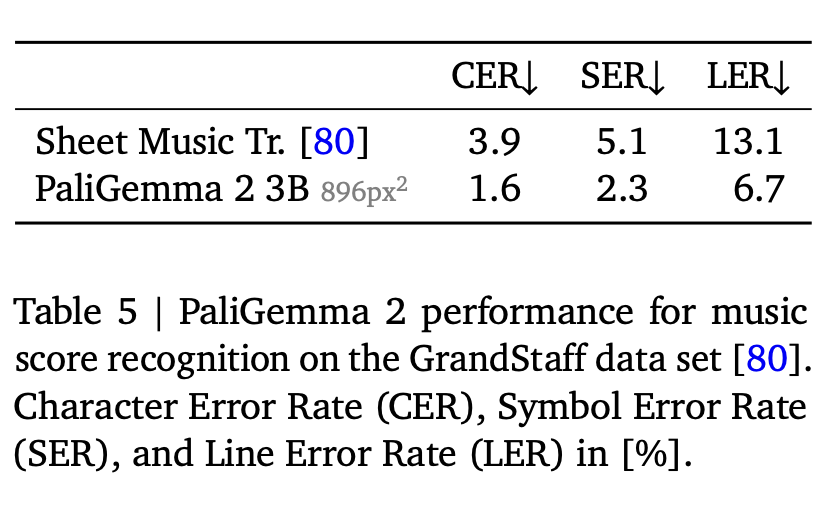 CER↓ SER↓ LER↓
Sheet Music Tr. [80] 3.9 5.1 13.1
PaliGemma 2 3B 896px² 1.6 2.3 6.7
Table 5 | PaliGemma 2 performance for music
score recognition on the GrandStaff data set [80].
Character Error Rate (CER), Symbol Error Rate
(SER), and Line Error Rate (LER) in [%].